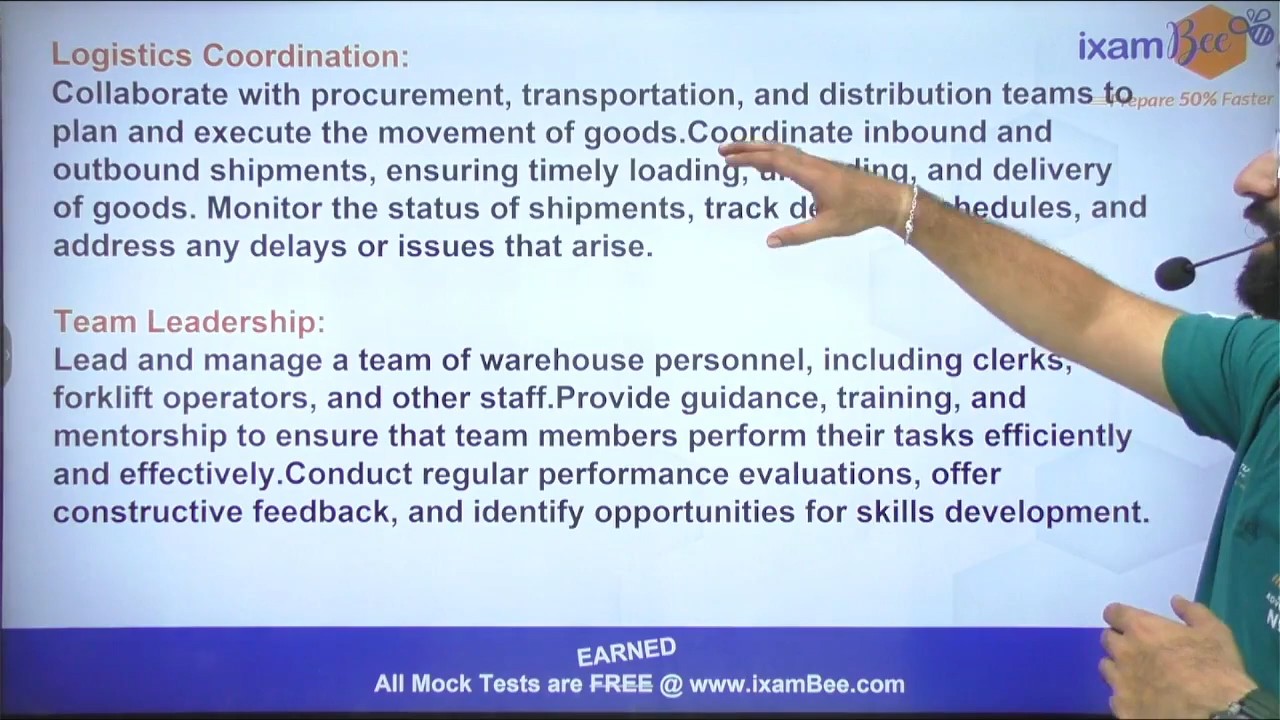 Logistics Coordination:
ixamBee
Collaborate with procurement, transportation, and distribution teams to
epare 50% Faster
plan and execute the movement of goods.Coordinate inbound and
outbound shipments, ensuring timely loading, and delivery
of goods. Monitor the status of shipments, track and
address any delays or issues that arise.
Team Leadership:
Lead and manage a team of warehouse personnel, including clerks,
forklift operators, and other staff.Provide guidance, training, and
mentorship to ensure that team members perform their tasks efficiently
and effectively.Conduct regular performance evaluations, offer
constructive feedback, and identify opportunities for skills development.
EARNED
All Mock Tests are FREE @ www.ixamBee.com